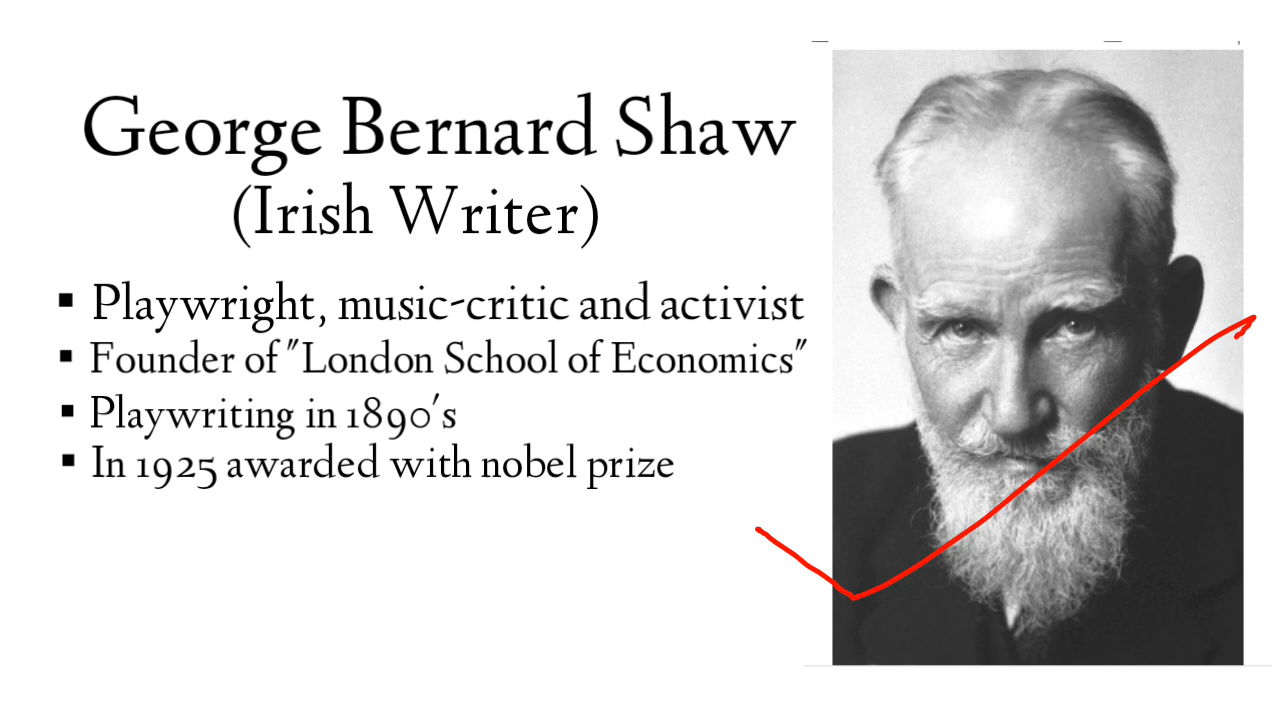 George Bernard Shaw
(Irish Writer)
▪ Playwright, music-critic and activist
▪ Founder of "London School of Economics"
▪ Playwriting in 1890's
▪ In 1925 awarded with nobel prize